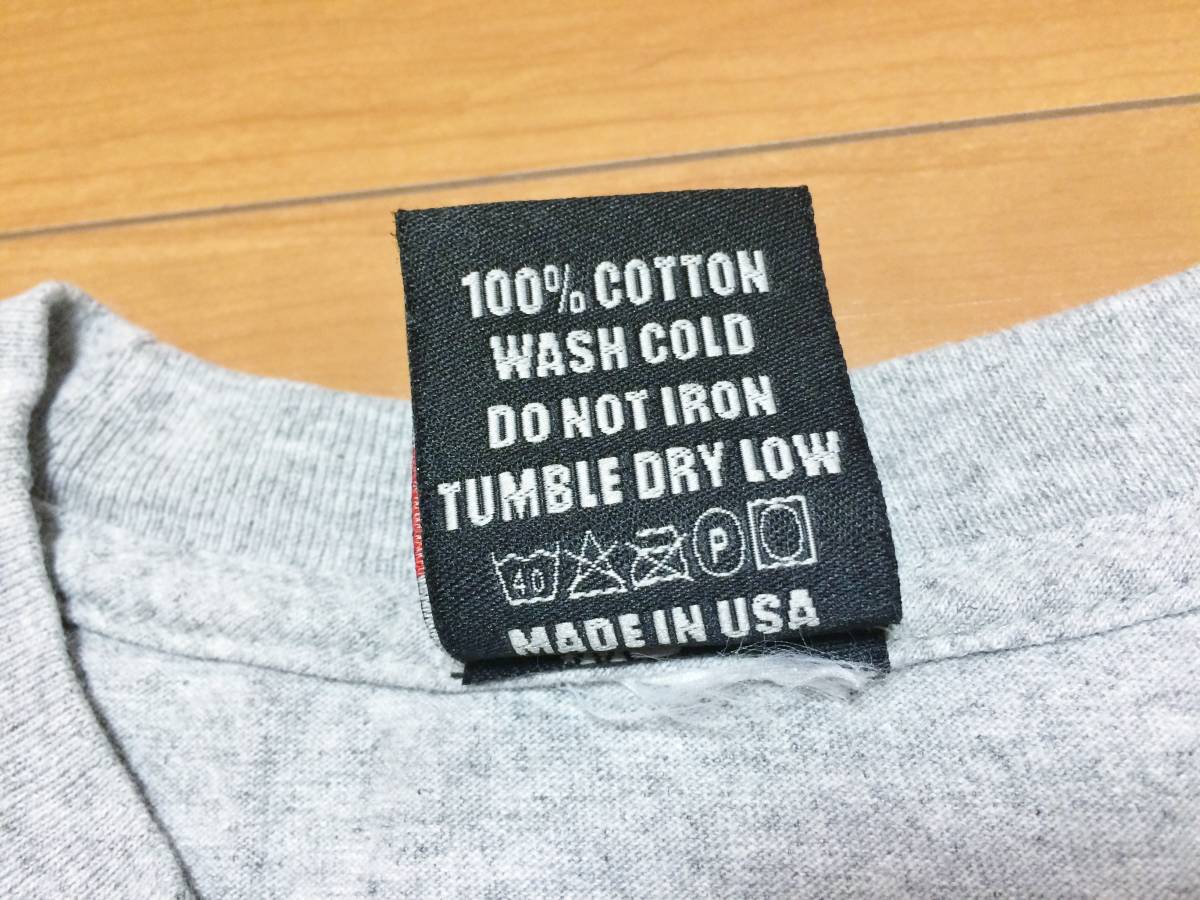 100% COTTON
WASH COLD
DO NOT IRON
TUMBLE DRY LOW
40 P
MADE IN USA